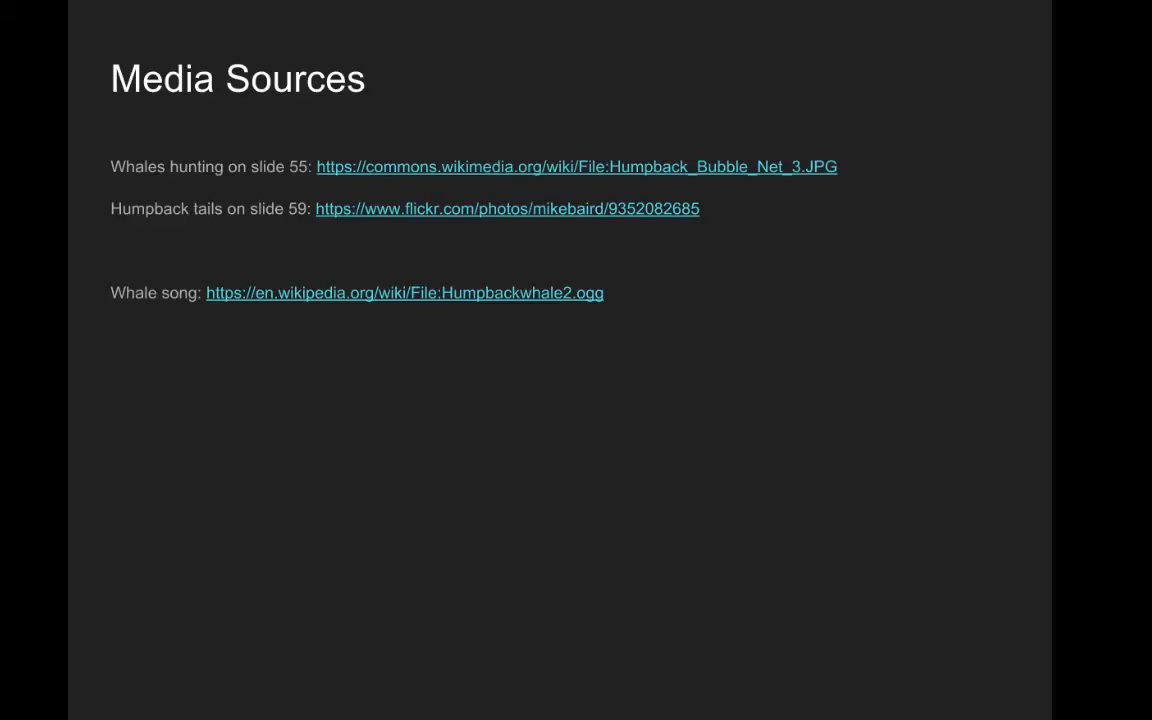 Media Sources
Whales hunting on slide 55: https://commons.wikimedia.org/wiki/File:Humpback_Bubble_Net_3.JPG
Humpback tails on slide 59: https://www.flickr.com/photos/mikebaird/9352082685
Whale song: https://en.wikipedia.org/wiki/File:Humpbackwhale2.ogg